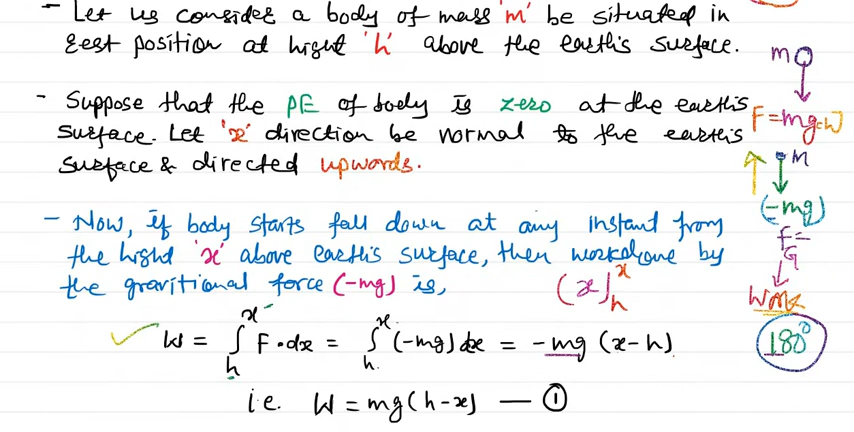 - Let us consider a body of mass 'm' be situated in
rest position at hight 'h' above the earth's surface.
- Suppose that the PE of body is zero at the earth's
surface. Let 'x' direction be normal to the earth's
surface & directed upwards.
- Now, if body starts fall down at any instant from
the hight 'x' above earth's surface, then workdone by
the gravitional force (-mg) is,
(x)]ₕˣ
W = ∫ₕˣ F·dx = ∫ₕˣ (-mg) dx = -mg (x-h)
i.e. W = mg(h-x) — ①
m
F=mg=W
m
(-mg)
f=
G
Work
180°